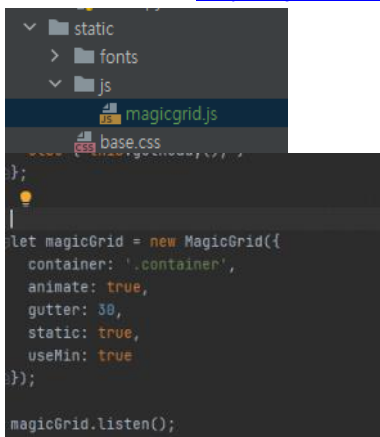 static
fonts
js
magicgrid.js
base.css
};
let magicGrid = new MagicGrid({
container: '.container',
animate: true,
gutter: 30,
static: true,
useMin: true
});
magicGrid.listen();